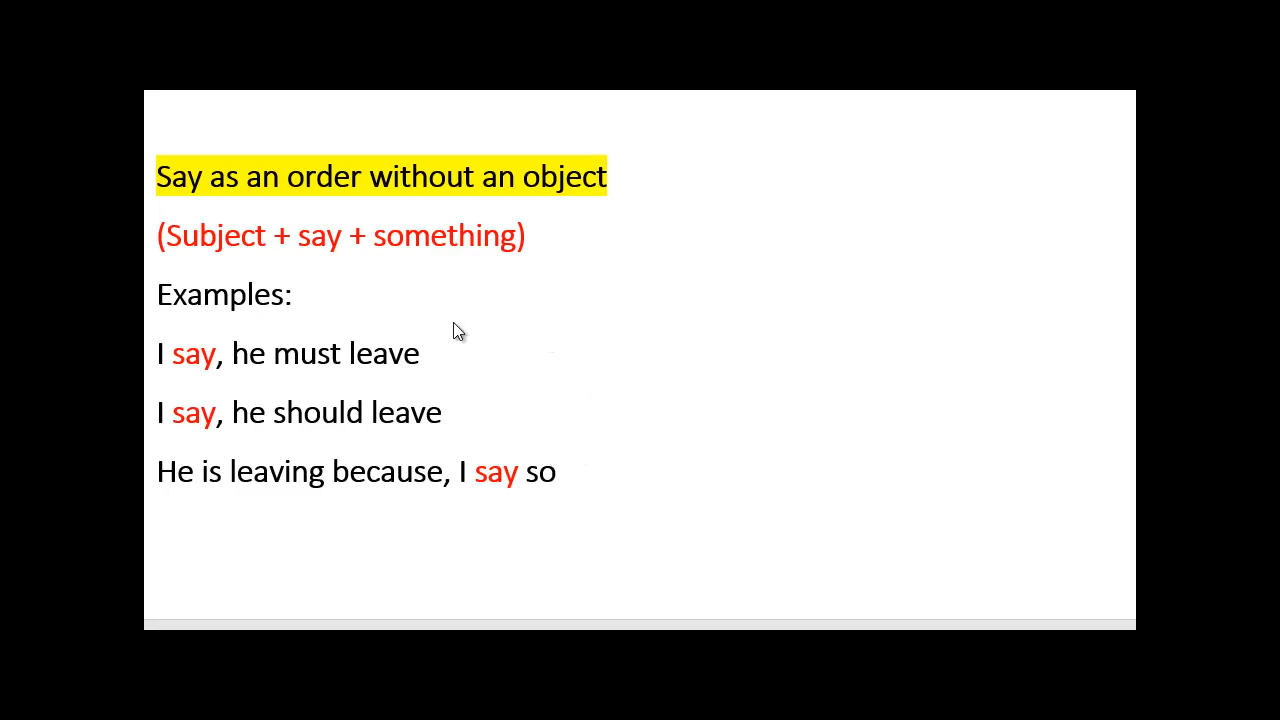 Say as an order without an object
(Subject + say + something)
Examples:
I say, he must leave
I say, he should leave
He is leaving because, I say so